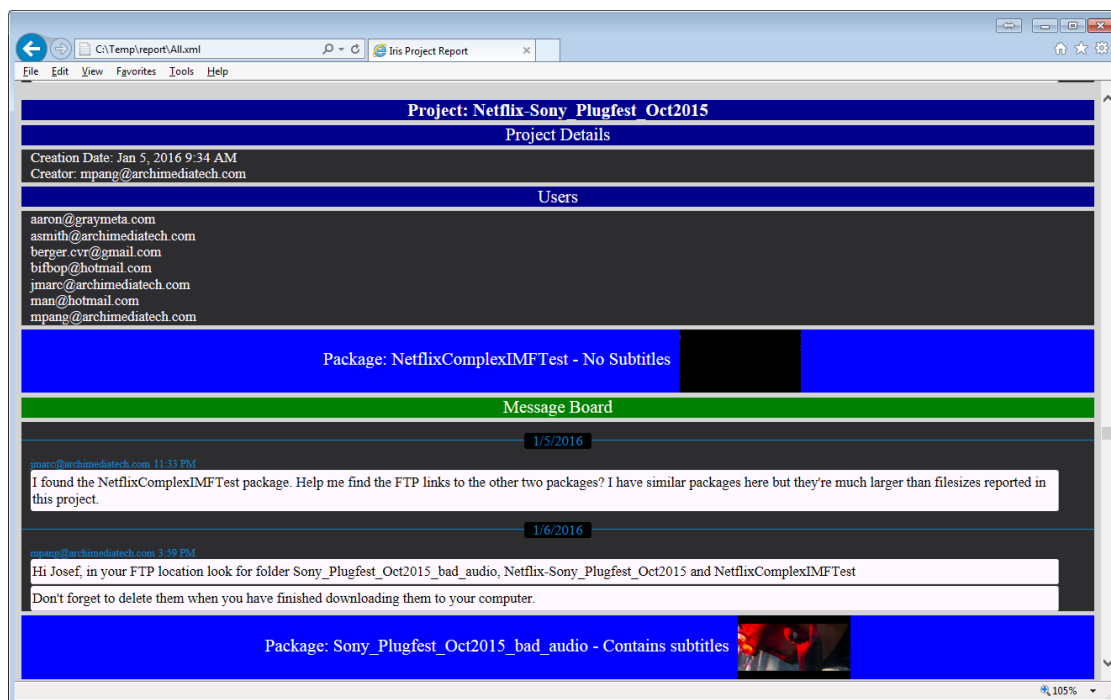 C:\Temp\report\All.xml
Iris Project Report
File Edit View Favorites Tools Help
Project: Netflix-Sony_Plugfest_Oct2015
Project Details
Creation Date: Jan 5, 2016 9:34 AM
Creator: mpang@archimediatech.com
Users
aaron@graymeta.com
asmith@archimediatech.com
berger.cvr@gmail.com
bifbop@hotmail.com
jmarc@archimediatech.com
man@hotmail.com
mpang@archimediatech.com
Package: NetflixComplexIMFTest - No Subtitles
Message Board
1/5/2016
jmarc@archimediatech.com 11:33 PM
I found the NetflixComplexIMFTest package. Help me find the FTP links to the other two packages? I have similar packages here but they're much larger than filesizes reported in
this project.
1/6/2016
mpang@archimediatech.com 3:59 PM
Hi Josef, in your FTP location look for folder Sony_Plugfest_Oct2015_bad_audio, Netflix-Sony_Plugfest_Oct2015 and NetflixComplexIMFTest
Don't forget to delete them when you have finished downloading them to your computer.
Package: Sony_Plugfest_Oct2015_bad_audio - Contains subtitles
105%